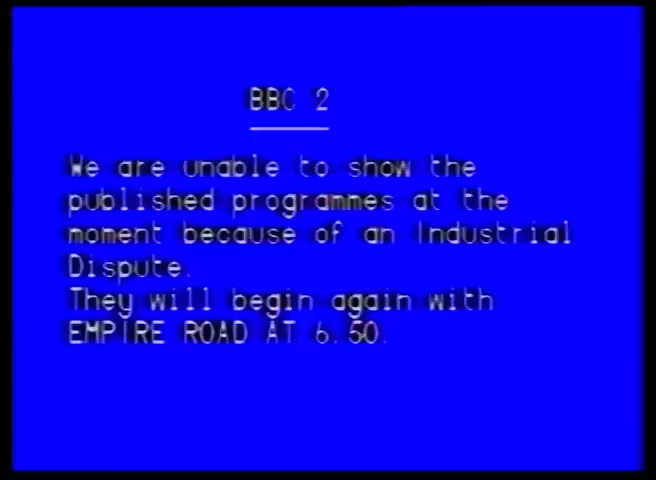 BBC 2
We are unable to show the
published programmes at the
moment because of an Industrial
Dispute.
They will begin again with
EMPIRE ROAD AT 6.50.